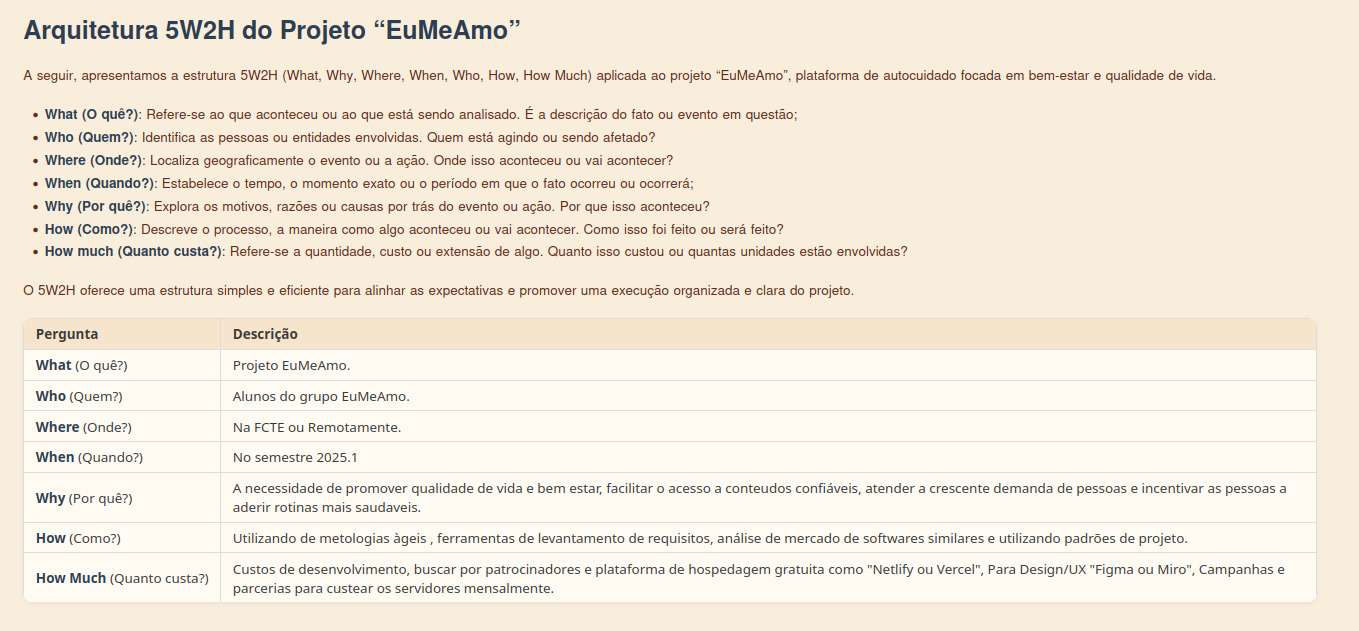 Arquitetura 5W2H do Projeto “EuMeAmo”
A seguir, apresentamos a estrutura 5W2H (What, Why, Where, When, Who, How, How Much) aplicada ao projeto “EuMeAmo”, plataforma de autocuidado focada em bem-estar e qualidade de vida.
• What (O quê?): Refere-se ao que aconteceu ou ao que está sendo analisado. É a descrição do fato ou evento em questão;
• Who (Quem?): Identifica as pessoas ou entidades envolvidas. Quem está agindo ou sendo afetado?
• Where (Onde?): Localiza geograficamente o evento ou a ação. Onde isso aconteceu ou vai acontecer?
• When (Quando?): Estabelece o tempo, o momento exato ou o período em que o fato ocorreu ou ocorrerá;
• Why (Por quê?): Explora os motivos, razões ou causas por trás do evento ou ação. Por que isso aconteceu?
• How (Como?): Descreve o processo, a maneira como algo aconteceu ou vai acontecer. Como isso foi feito ou será feito?
• How much (Quanto custa?): Refere-se a quantidade, custo ou extensão de algo. Quanto isso custou ou quantas unidades estão envolvidas?
O 5W2H oferece uma estrutura simples e eficiente para alinhar as expectativas e promover uma execução organizada e clara do projeto.
Pergunta Descrição
What (O quê?) Projeto EuMeAmo.
Who (Quem?) Alunos do grupo EuMeAmo.
Where (Onde?) Na FCTE ou Remotamente.
When (Quando?) No semestre 2025.1
Why (Por quê?) A necessidade de promover qualidade de vida e bem estar, facilitar o acesso a conteudos confiáveis, atender a crescente demanda de pessoas e incentivar as pessoas a
aderir rotinas mais saudaveis.
How (Como?) Utilizando de metologias àgeis , ferramentas de levantamento de requisitos, análise de mercado de softwares similares e utilizando padrões de projeto.
How Much (Quanto custa?) Custos de desenvolvimento, buscar por patrocinadores e plataforma de hospedagem gratuita como "Netlify ou Vercel", Para Design/UX "Figma ou Miro", Campanhas e
parcerias para custear os servidores mensalmente.